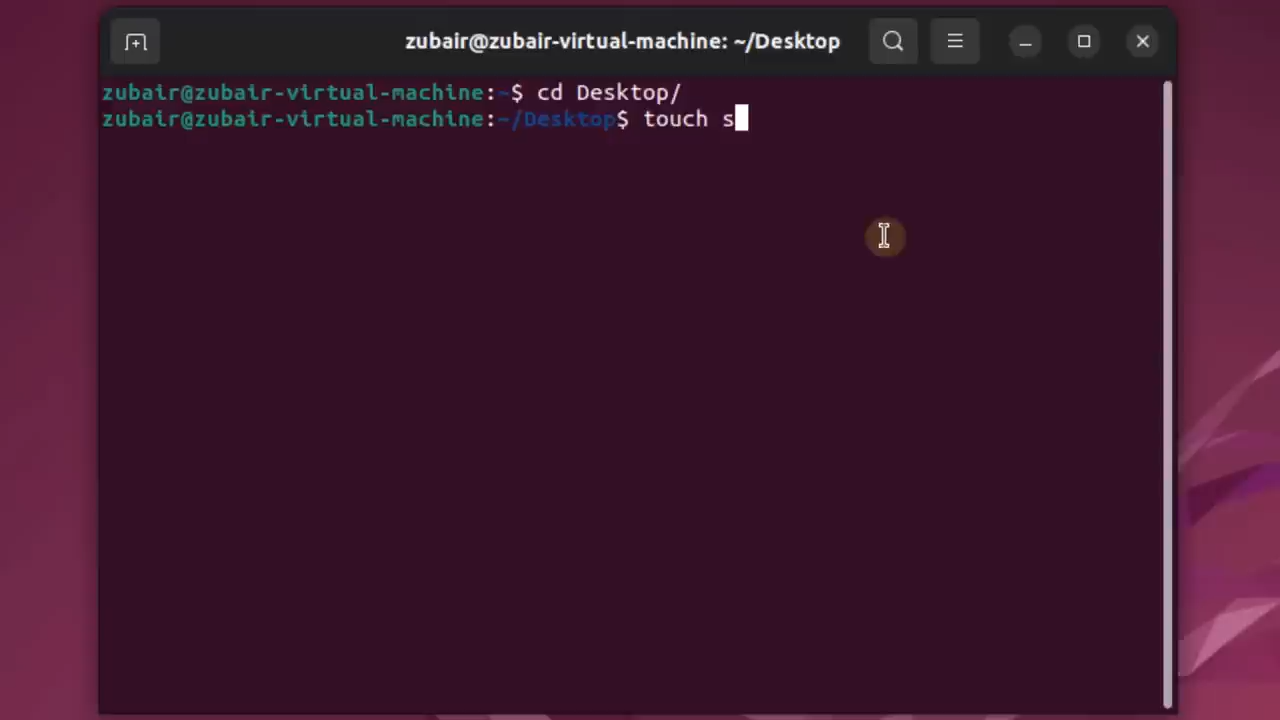 zubair@zubair-virtual-machine: ~/Desktop
zubair@zubair-virtual-machine:~$ cd Desktop/
zubair@zubair-virtual-machine:~/Desktop$ touch s